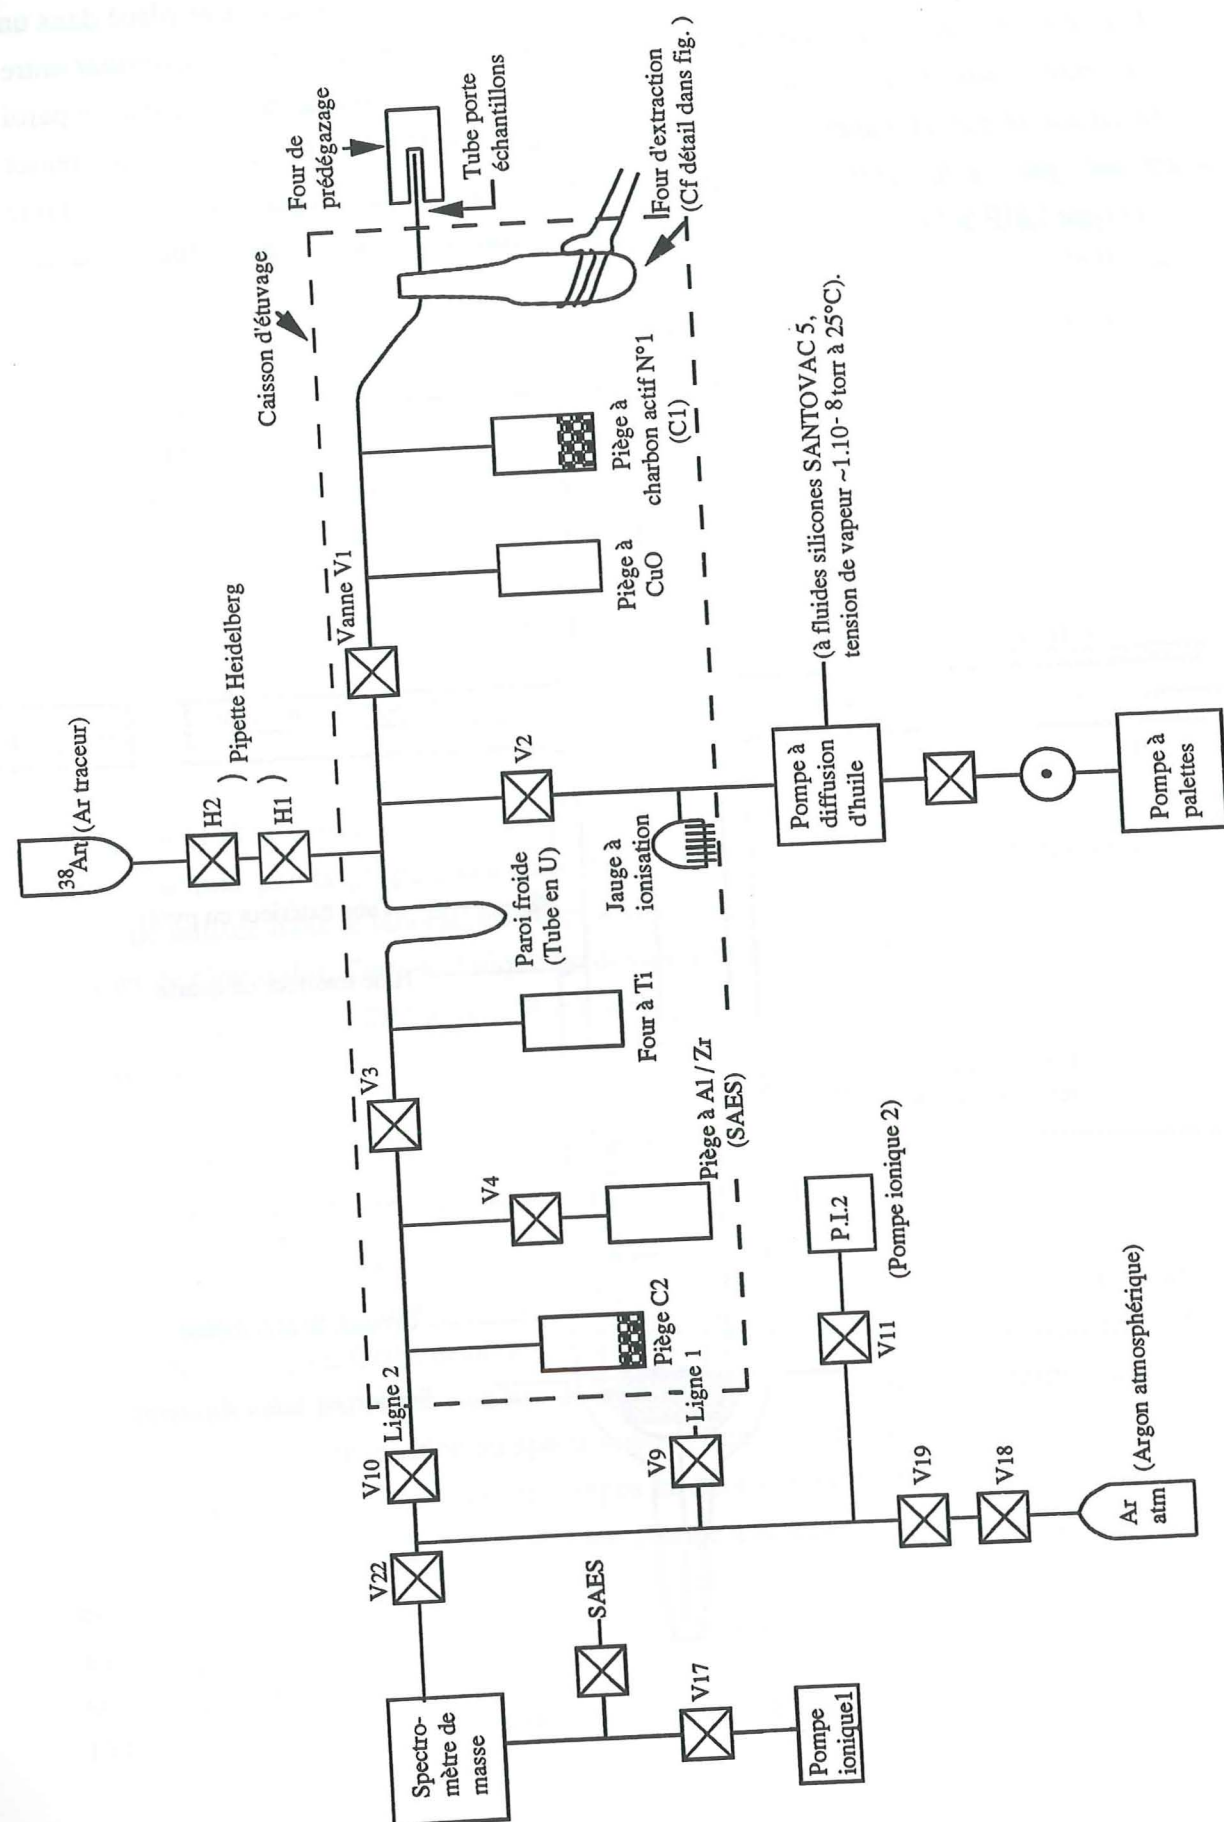 Four de
prédégazage
Tube porte
échantillons
Four d'extraction
(Cf détail dans fig. )
Caisson d'étuvage
Piège à
charbon actif N°1
(C1)
Piège à
CuO
Vanne V1
38Ar (Ar traceur)
H2
H1
) Pipette Heidelberg
)
V2
(à fluides silicones SANTOVAC 5,
tension de vapeur ~1.10- 8 torr à 25°C).
Pompe à
diffusion
d'huile
Pompe à
palettes
Jauge à
ionisation
Paroi froide
(Tube en U)
Four à Ti
V3
V4
Piège à Al / Zr
(SAES)
Piège C2
Ligne 2
Ligne 1
V10
V9
P.I.2
(Pompe ionique 2)
V11
V19
V18
Ar
atm
(Argon atmosphérique)
V22
SAES
V17
Spectro-
mètre de
masse
Pompe
ionique1